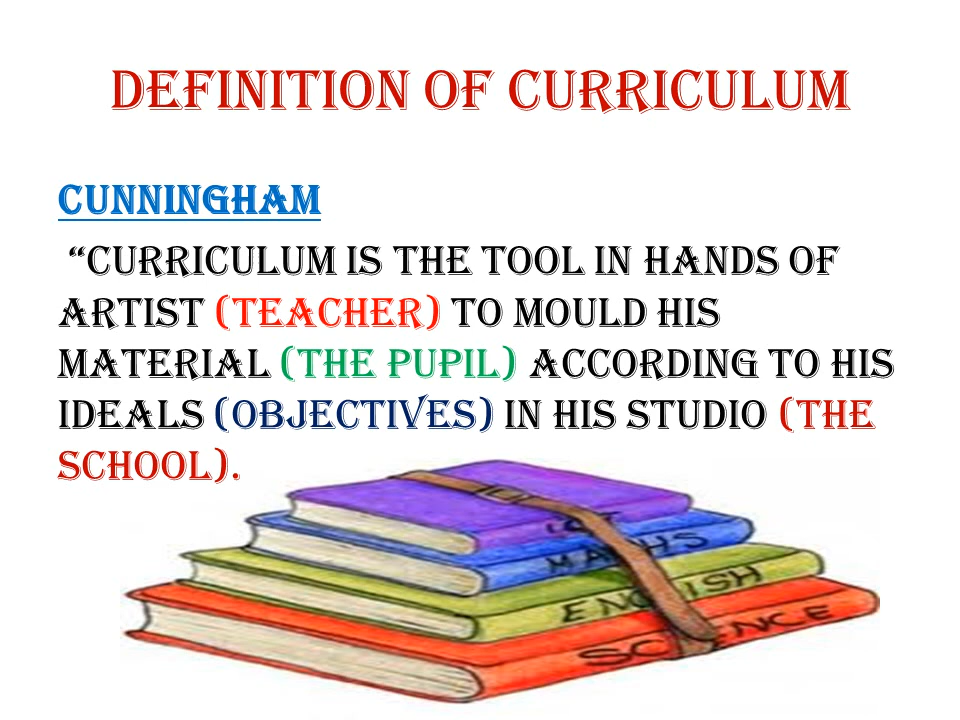 DEFINITION OF CURRICULUM
CUNNINGHAM
“CURRICULUM IS THE TOOL IN HANDS OF
ARTIST (TEACHER) TO MOULD HIS
MATERIAL (THE PUPIL) ACCORDING TO HIS
IDEALS (OBJECTIVES) IN HIS STUDIO (THE
SCHOOL).
ICT
MATHS
ENGLISH
SCIENCE